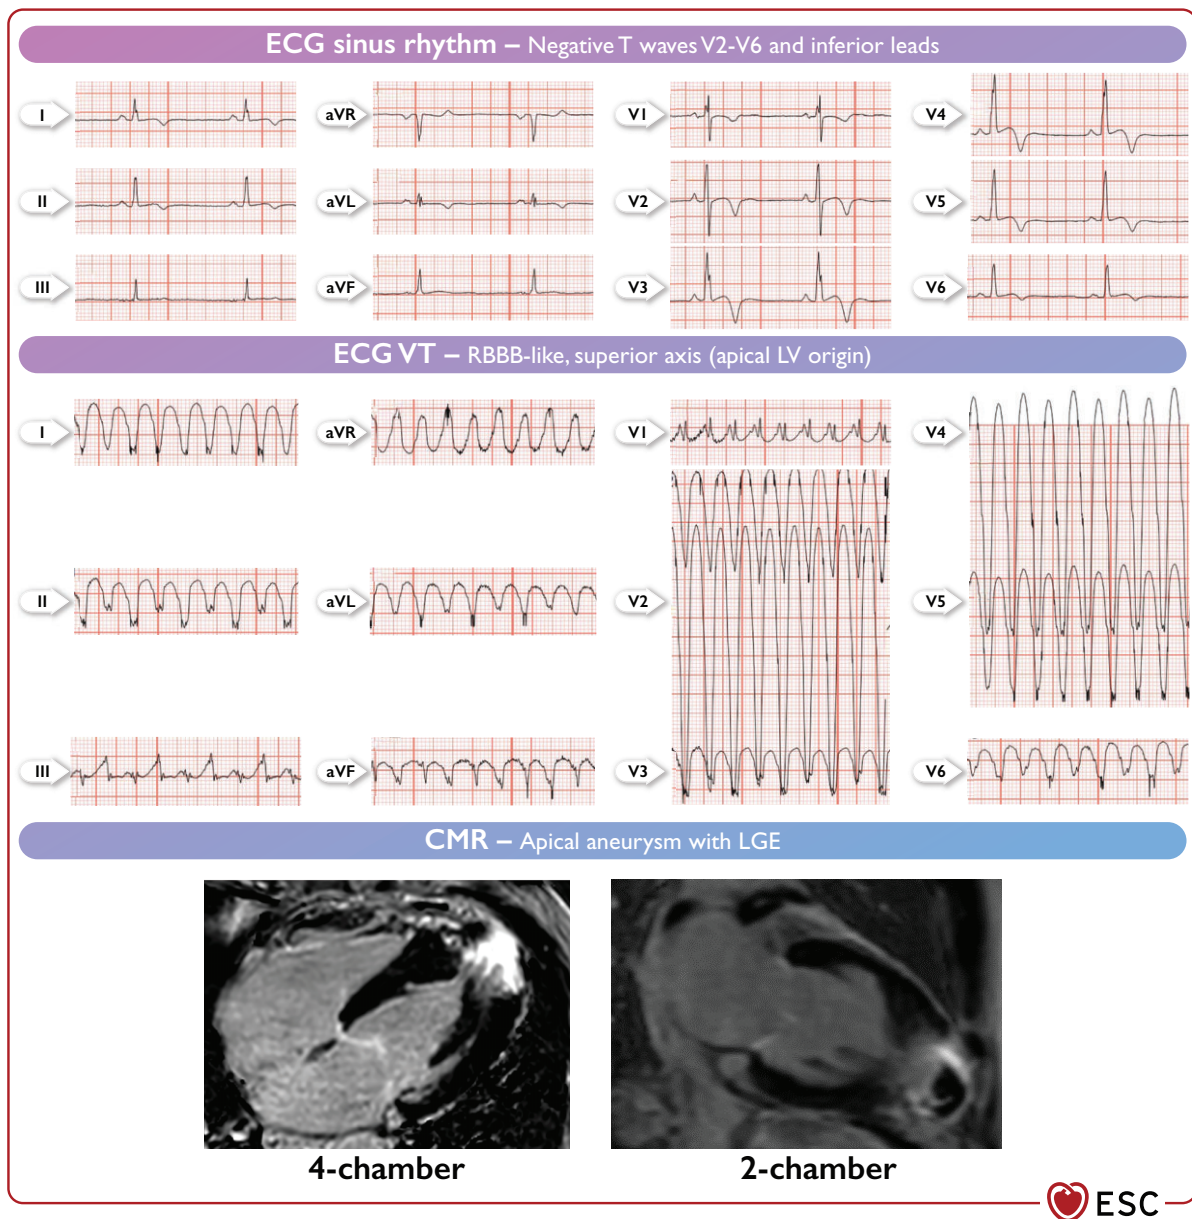 ECG sinus rhythm – Negative T waves V2-V6 and inferior leads
I
aVR
V1
V4
II
aVL
V2
V5
III
aVF
V3
V6
ECG VT – RBBB-like, superior axis (apical LV origin)
I
aVR
V1
V4
II
aVL
V2
V5
III
aVF
V3
V6
CMR – Apical aneurysm with LGE
4-chamber
2-chamber
ESC